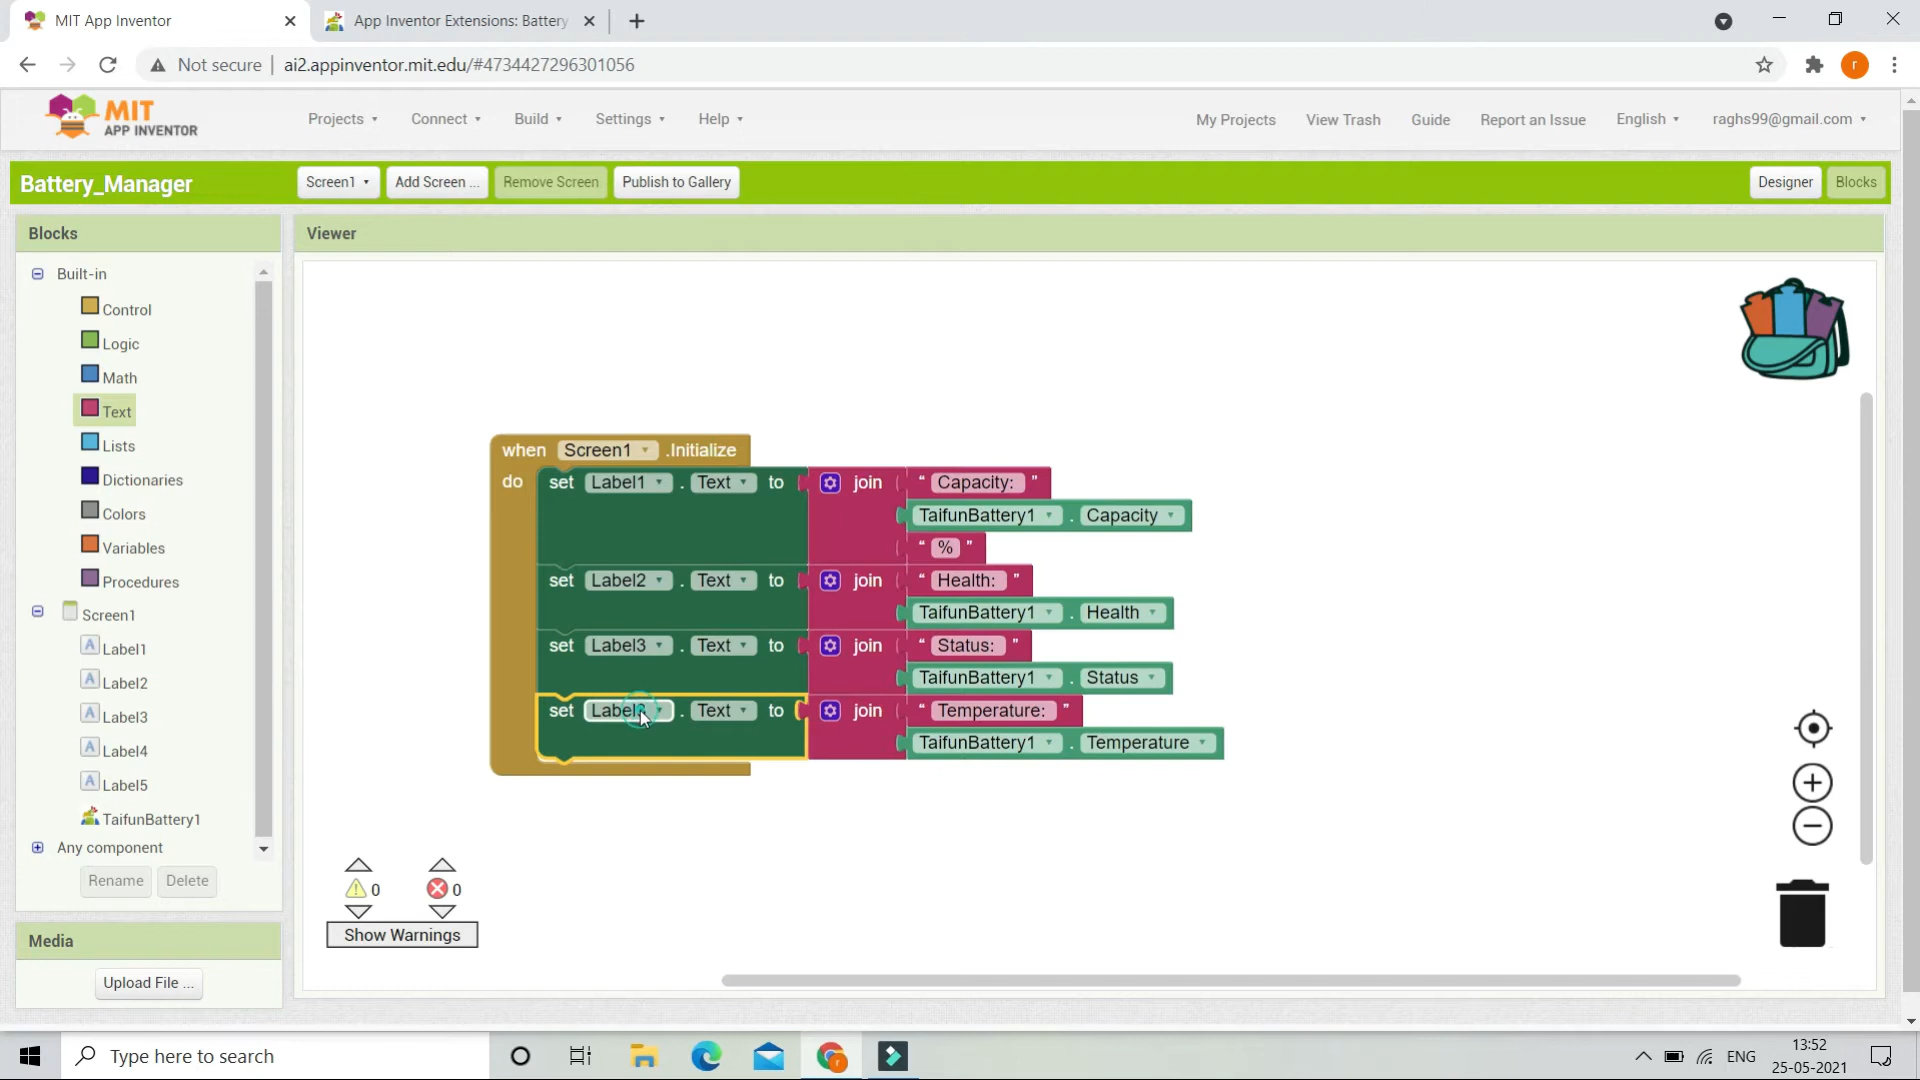 MIT App Inventor
App Inventor Extensions: Battery
Not secure
ai2.appinventor.mit.edu/#4734427296301056
r
MIT
APP INVENTOR
Projects
Connect
Build
Settings
Help
My Projects
View Trash
Guide
Report an Issue
English
raghs99@gmail.com
Battery_Manager
Screen1
Add Screen ...
Remove Screen
Publish to Gallery
Designer
Blocks
Blocks
Viewer
Built-in
Control
Logic
Math
Text
Lists
Dictionaries
Colors
Variables
Procedures
Screen1
A Label1
A Label2
A Label3
A Label4
A Label5
TaifunBattery1
Any component
Rename
Delete
Media
Upload File ...
when Screen1 .Initialize
do set Label1 . Text to join “ Capacity: ”
TaifunBattery1 . Capacity
“ % ”
set Label2 . Text to join “ Health: ”
TaifunBattery1 . Health
set Label3 . Text to join “ Status: ”
TaifunBattery1 . Status
set . Text to join “ Temperature: ”
TaifunBattery1 . Temperature
0
0
Show Warnings
Type here to search
r
ENG
13:52
25-05-2021